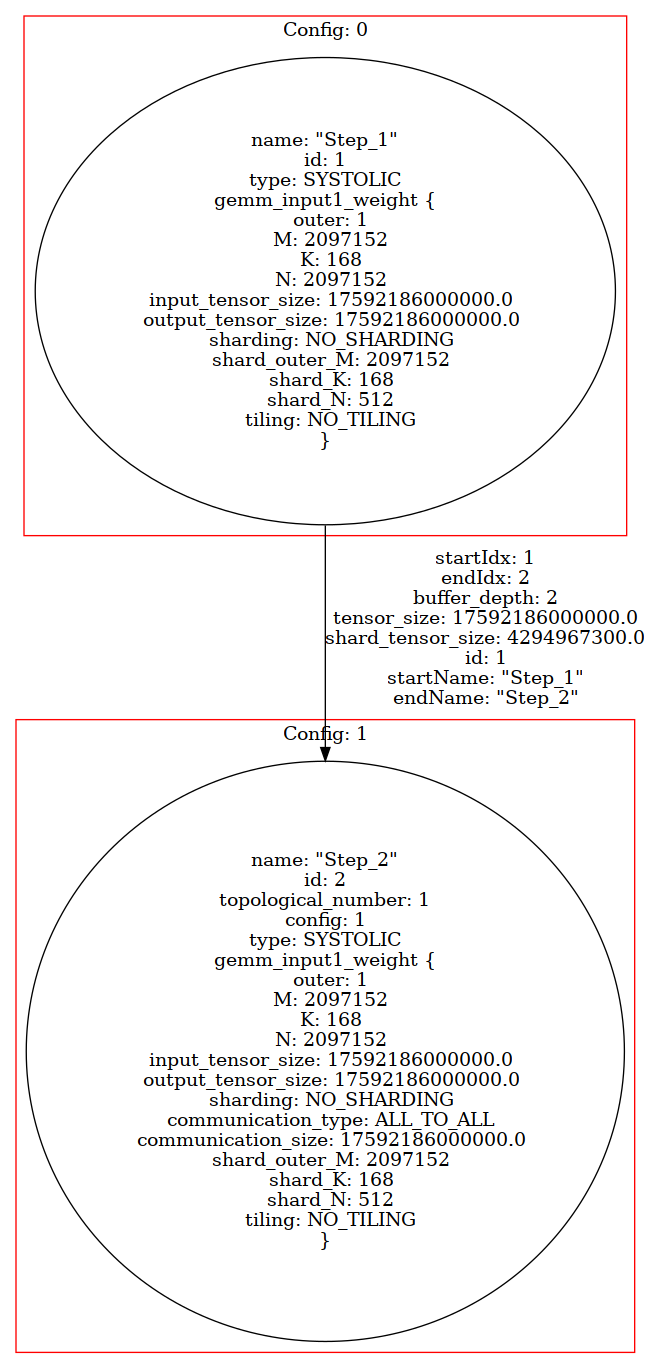 Config: 0
name: "Step_1"
id: 1
type: SYSTOLIC
gemm_input1_weight {
outer: 1
M: 2097152
K: 168
N: 2097152
input_tensor_size: 17592186000000.0
output_tensor_size: 17592186000000.0
sharding: NO_SHARDING
shard_outer_M: 2097152
shard_K: 168
shard_N: 512
tiling: NO_TILING
}
startIdx: 1
endIdx: 2
buffer_depth: 2
tensor_size: 17592186000000.0
shard_tensor_size: 4294967300.0
id: 1
startName: "Step_1"
endName: "Step_2"
Config: 1
name: "Step_2"
id: 2
topological_number: 1
config: 1
type: SYSTOLIC
gemm_input1_weight {
outer: 1
M: 2097152
K: 168
N: 2097152
input_tensor_size: 17592186000000.0
output_tensor_size: 17592186000000.0
sharding: NO_SHARDING
communication_type: ALL_TO_ALL
communication_size: 17592186000000.0
shard_outer_M: 2097152
shard_K: 168
shard_N: 512
tiling: NO_TILING
}